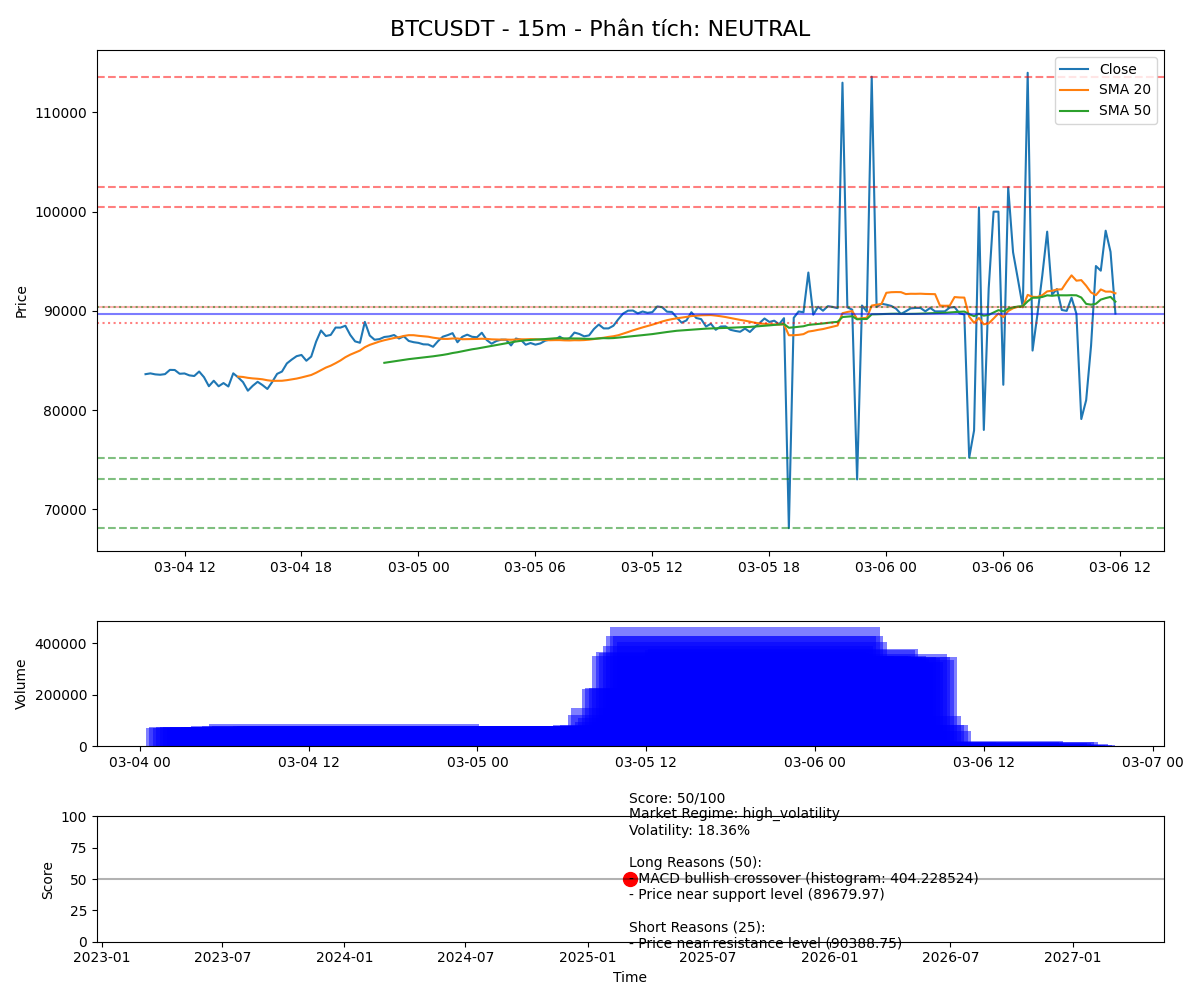 BTCUSDT - 15m - Phân tích: NEUTRAL
Close
SMA 20
SMA 50
Price
110000
100000
90000
80000
70000
03-04 12
03-04 18
03-05 00
03-05 06
03-05 12
03-05 18
03-06 00
03-06 06
03-06 12
Volume
400000
200000
0
03-04 00
03-04 12
03-05 00
03-05 12
03-06 00
03-06 12
03-07 00
Score: 50/100
Market Regime: high_volatility
Volatility: 18.36%
Long Reasons (50):
- MACD bullish crossover (histogram: 404.228524)
- Price near support level (89679.97)
Short Reasons (25):
- Price near resistance level (90388.75)
Score
100
75
50
25
0
2023-01
2023-07
2024-01
2024-07
2025-01
2025-07
2026-01
2026-07
2027-01
Time